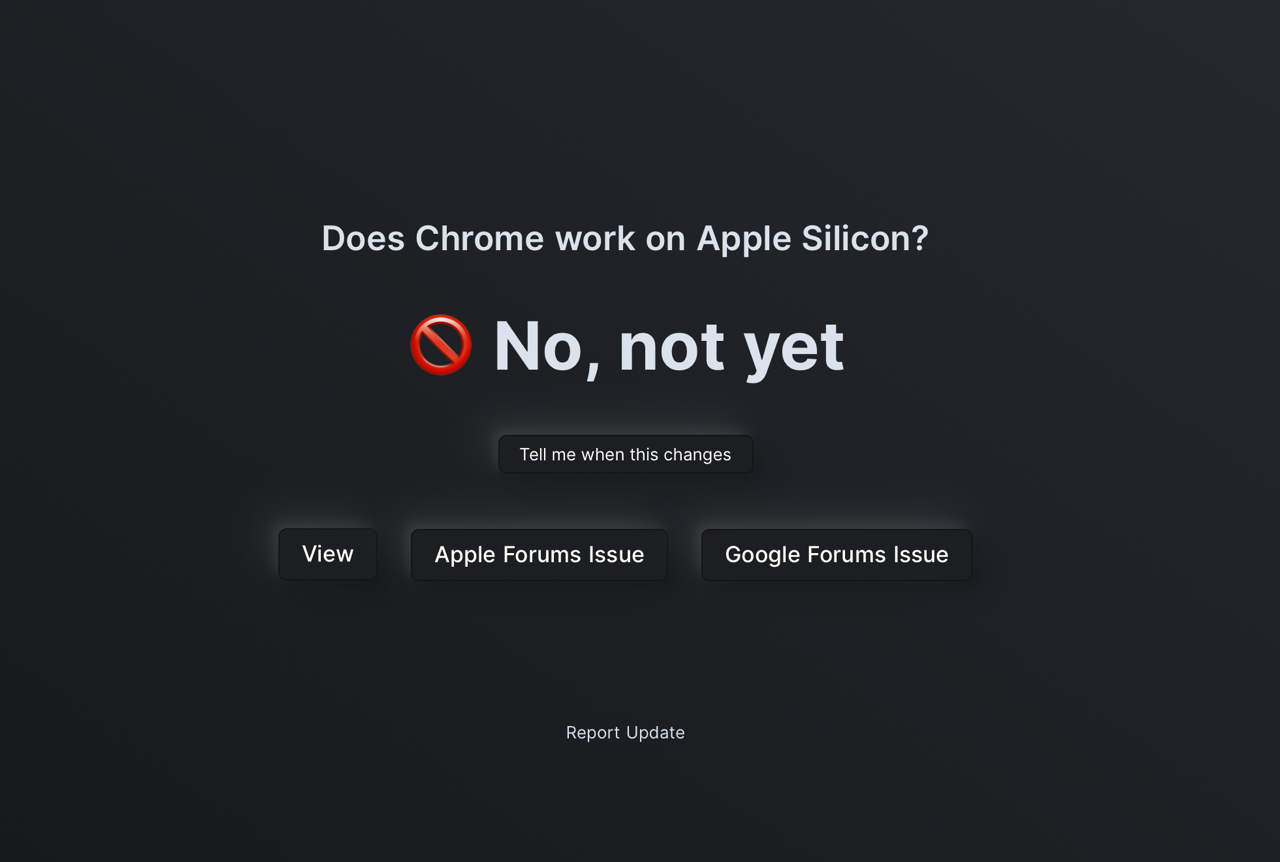 Does Chrome work on Apple Silicon?
🚫 No, not yet
Tell me when this changes
View
Apple Forums Issue
Google Forums Issue
Report Update